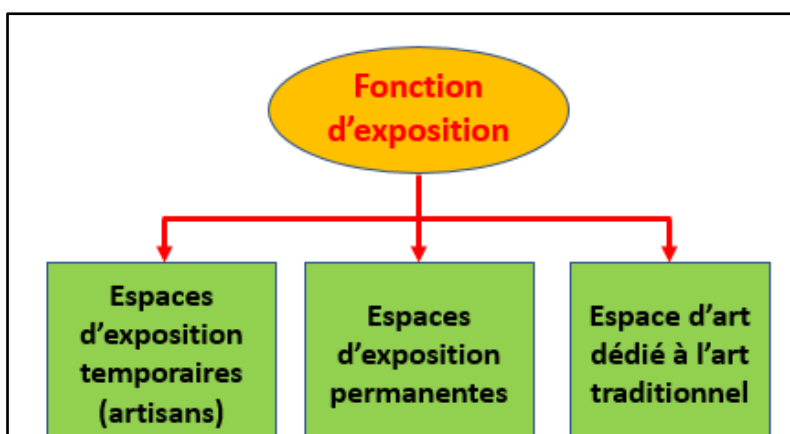 Fonction
d’exposition
Espaces
d’exposition
temporaires
(artisans)
Espaces
d’exposition
permanentes
Espace d’art
dédié à l’art
traditionnel